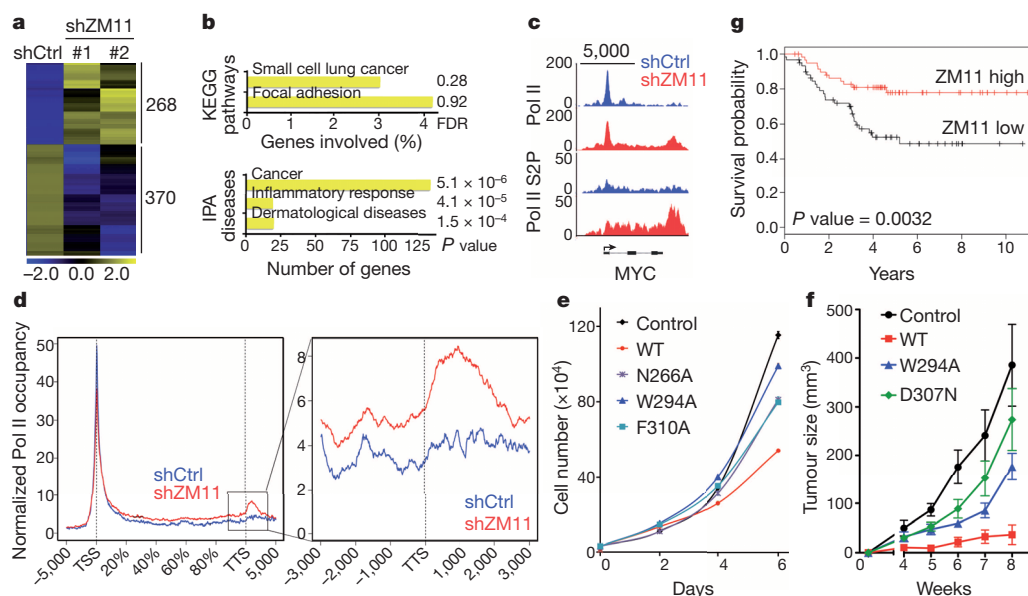 a
shZM11
shCtrl #1 #2
268
370
−2.0 0.0 2.0
b
KEGG pathways
Small cell lung cancer
0.28
Focal adhesion
0.92
0 1 2 3 4 FDR
Genes involved (%)
IPA diseases
Cancer
5.1 × 10−6
Inflammatory response
4.1 × 10−5
Dermatological diseases
1.5 × 10−4
0 25 50 75 100 125 P value
Number of genes
c
5,000
shCtrl
shZM11
Pol II
200
0
200
0
Pol II S2P
50
0
50
0
MYC
g
Survival probability
1.0
0.8
0.6
0.4
0.2
0.0
ZM11 high
ZM11 low
P value = 0.0032
0 2 4 6 8 10
Years
d
Normalized Pol II occupancy
50
40
30
20
10
0
shCtrl
shZM11
−5,000 TSS 20% 40% 60% 80% TTS 5,000
8
6
4
2
0
shCtrl
shZM11
−3,000 −2,000 −1,000 TTS 1,000 2,000 3,000
e
Cell number (×10⁴)
120
80
40
0
Control
WT
N266A
W294A
F310A
0 2 4 6
Days
f
Tumour size (mm³)
500
400
300
200
100
0
Control
WT
W294A
D307N
0 4 5 6 7 8
Weeks